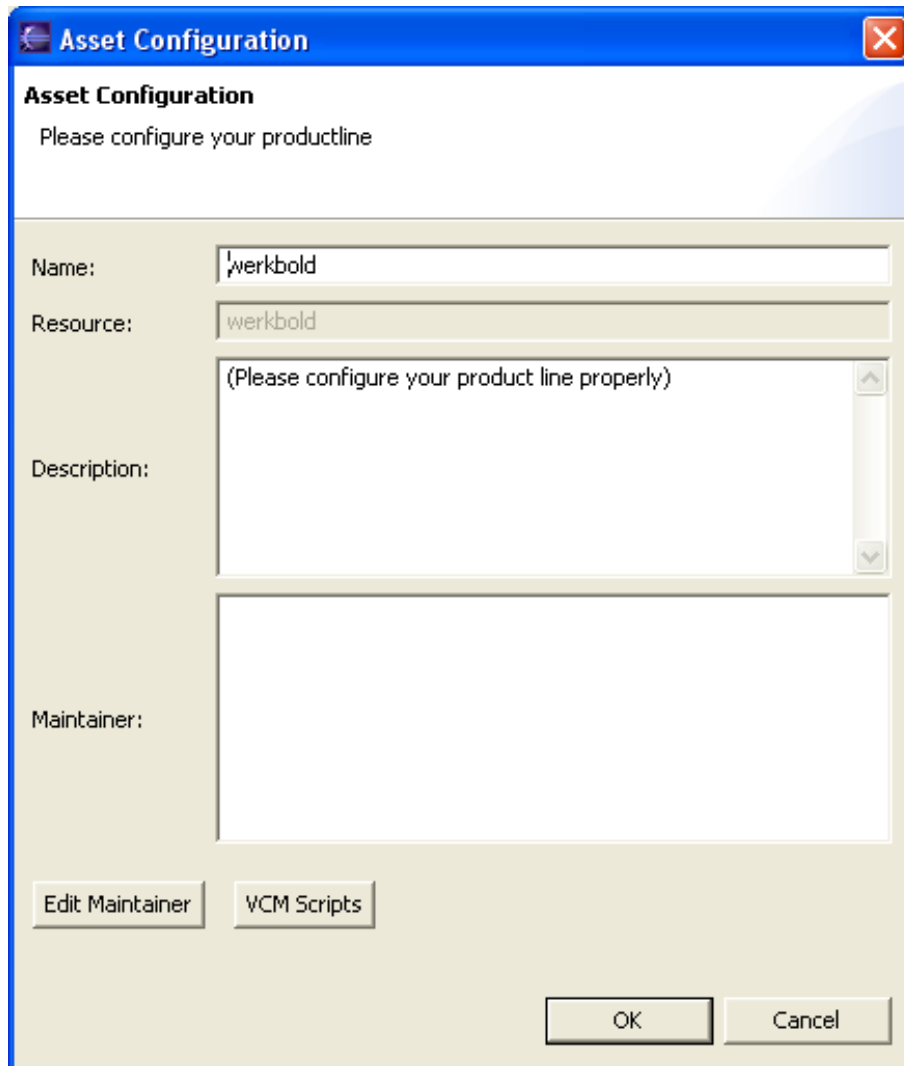 Asset Configuration
Asset Configuration
Please configure your productline
Name: werkbold
Resource: werkbold
Description: (Please configure your product line properly)
Maintainer:
Edit Maintainer VCM Scripts
OK Cancel